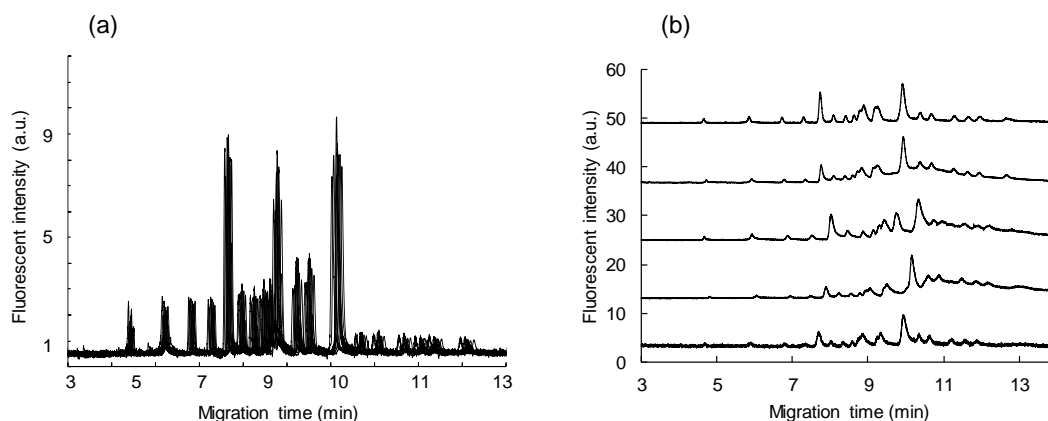 (a)
Fluorescent intensity (a.u.)
9
5
1
3 5 7 9 10 11 13
Migration time (min)
(b)
Fluorescent intensity (a.u.)
60
50
40
30
20
10
0
3 5 7 9 11 13
Migration time (min)